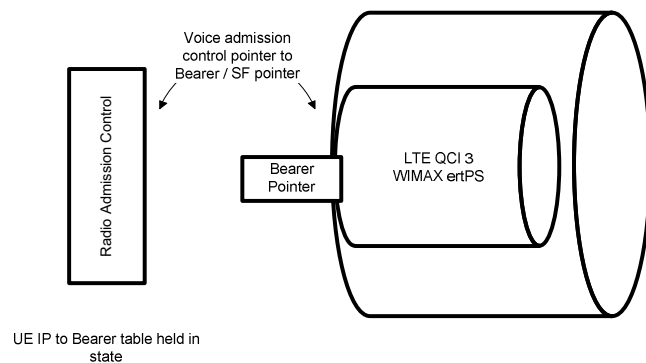 Voice admission
control pointer to
Bearer / SF pointer
Radio Admission Control
Bearer
Pointer
LTE QCI 3
WIMAX ertPS
UE IP to Bearer table held in
state